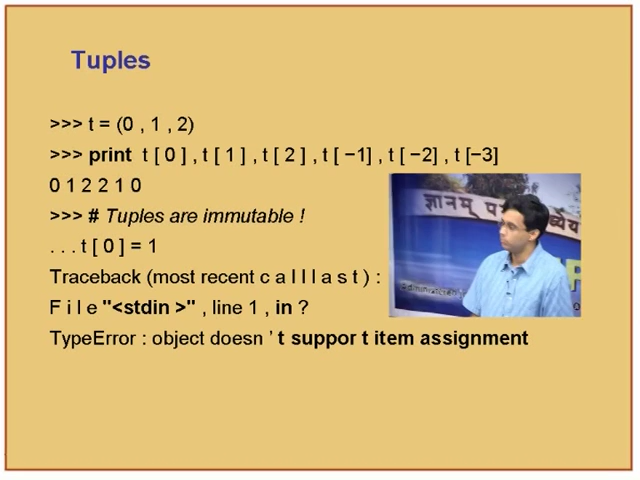 Tuples
>>> t = (0 , 1 , 2)
>>> print t [ 0 ] , t [ 1 ] , t [ 2 ] , t [ −1] , t [ −2] , t [−3]
0 1 2 2 1 0
>>> # Tuples are immutable !
. . . t [ 0 ] = 1
Traceback (most recent c a l l l a s t ) :
F i l e "<stdin >" , line 1 , in ?
TypeError : object doesn ’ t suppor t item assignment
ज्ञानम्